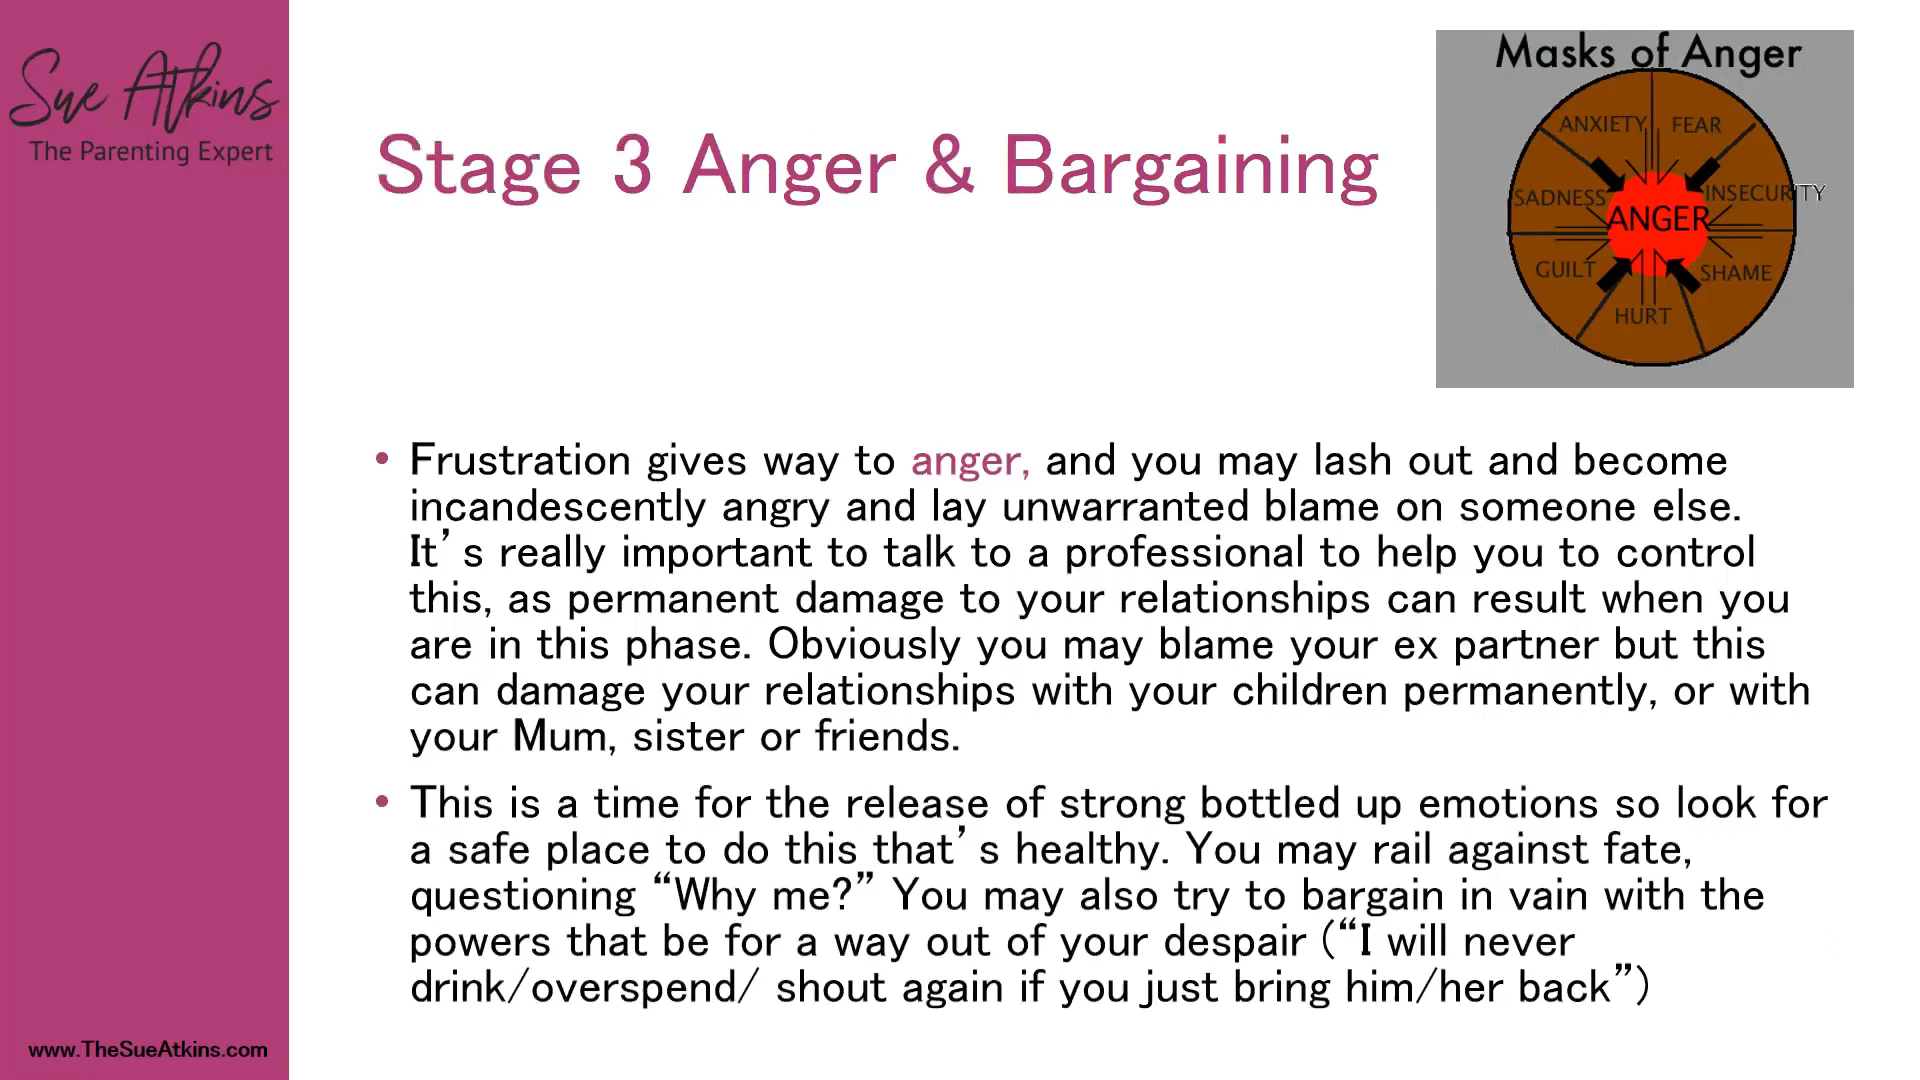 Sue Atkins
The Parenting Expert
Stage 3 Anger & Bargaining
Masks of Anger
ANXIETY
FEAR
SADNESS
INSECURITY
ANGER
GUILT
SHAME
HURT
• Frustration gives way to anger, and you may lash out and become
incandescently angry and lay unwarranted blame on someone else.
It’s really important to talk to a professional to help you to control
this, as permanent damage to your relationships can result when you
are in this phase. Obviously you may blame your ex partner but this
can damage your relationships with your children permanently, or with
your Mum, sister or friends.
• This is a time for the release of strong bottled up emotions so look for
a safe place to do this that’s healthy. You may rail against fate,
questioning “Why me?” You may also try to bargain in vain with the
powers that be for a way out of your despair (“I will never
drink/overspend/ shout again if you just bring him/her back”)
www.TheSueAtkins.com